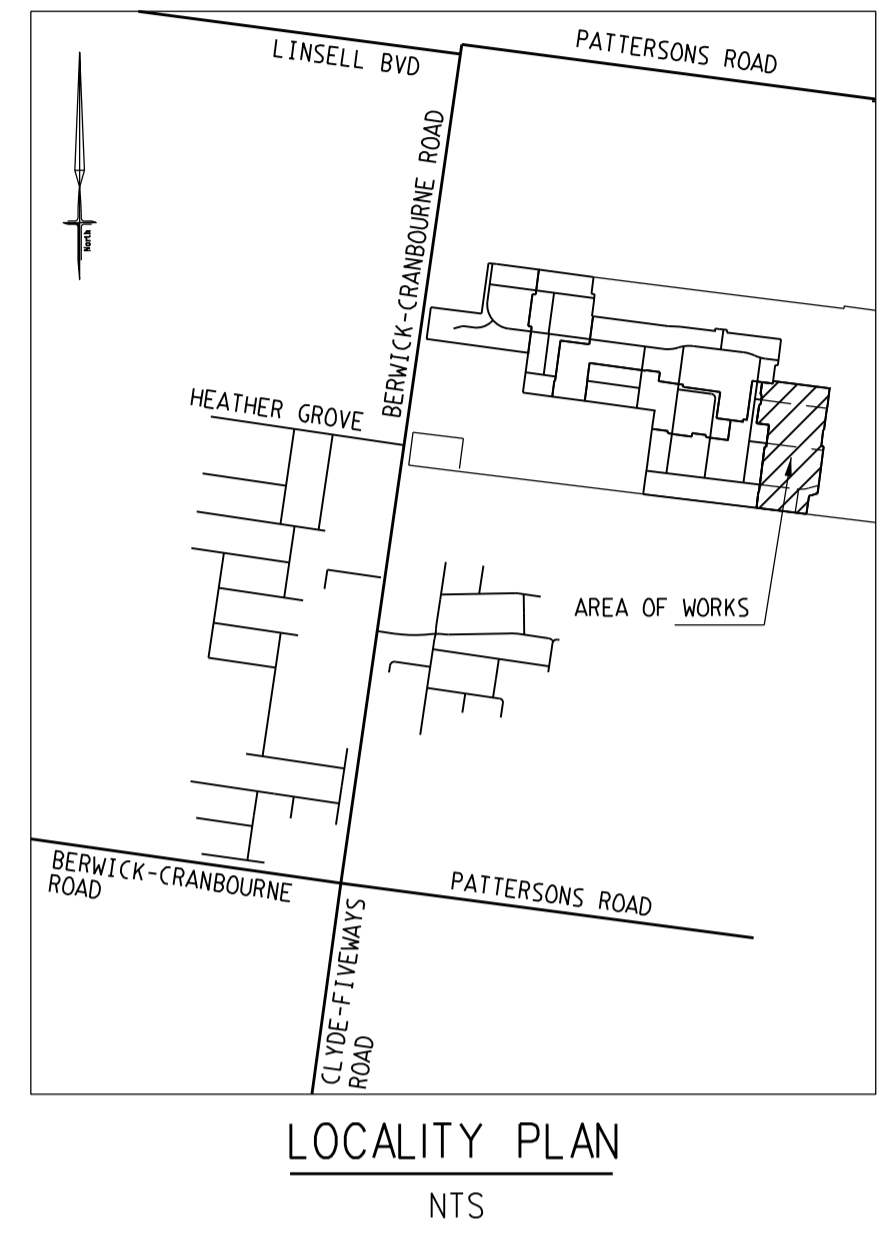 LINSELL BVD
PATTERSONS ROAD
North
BERWICK-CRANBOURNE ROAD
HEATHER GROVE
AREA OF WORKS
BERWICK-CRANBOURNE
ROAD
PATTERSONS ROAD
CLYDE-FIVEWAYS
ROAD
LOCALITY PLAN
NTS